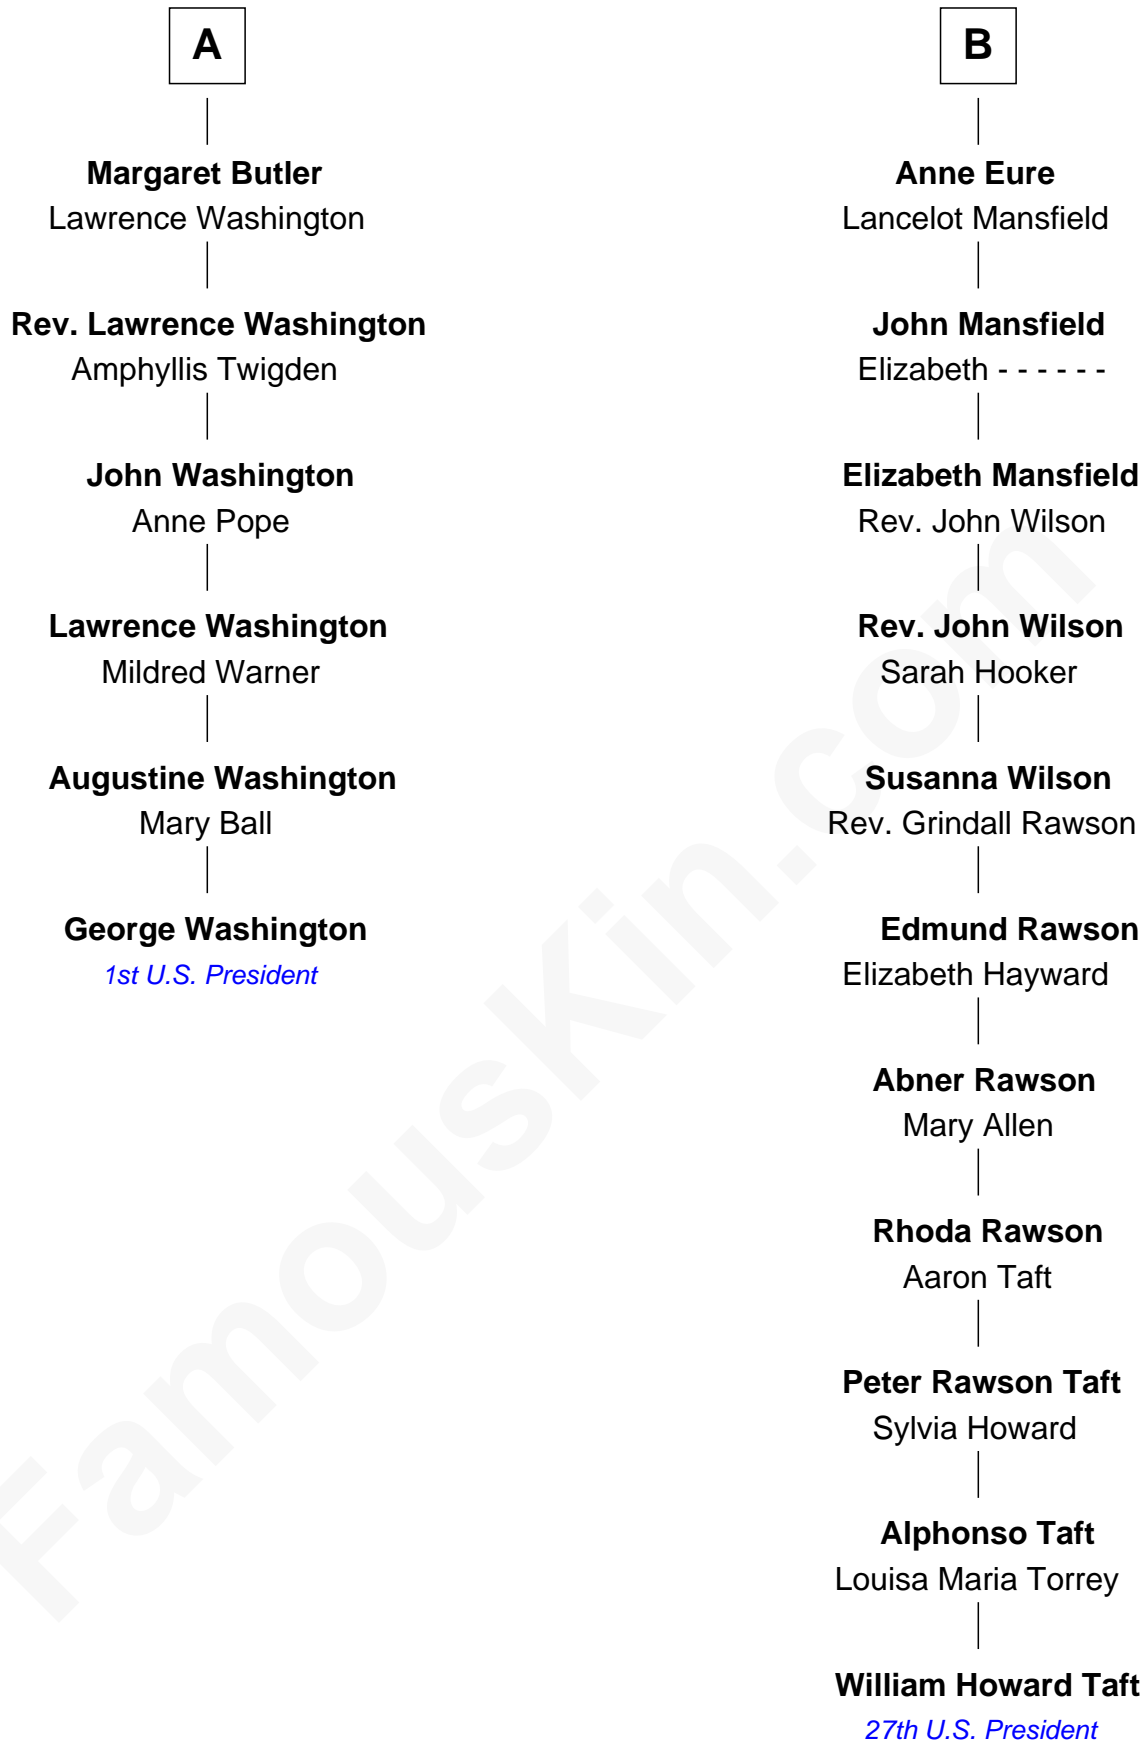 A
Margaret Butler
Lawrence Washington
Rev. Lawrence Washington
Amphyllis Twigden
John Washington
Anne Pope
Lawrence Washington
Mildred Warner
Augustine Washington
Mary Ball
George Washington
1st U.S. President
B
Anne Eure
Lancelot Mansfield
John Mansfield
Elizabeth - - - - - -
Elizabeth Mansfield
Rev. John Wilson
Rev. John Wilson
Sarah Hooker
Susanna Wilson
Rev. Grindall Rawson
Edmund Rawson
Elizabeth Hayward
Abner Rawson
Mary Allen
Rhoda Rawson
Aaron Taft
Peter Rawson Taft
Sylvia Howard
Alphonso Taft
Louisa Maria Torrey
William Howard Taft
27th U.S. President
FamousKin.com